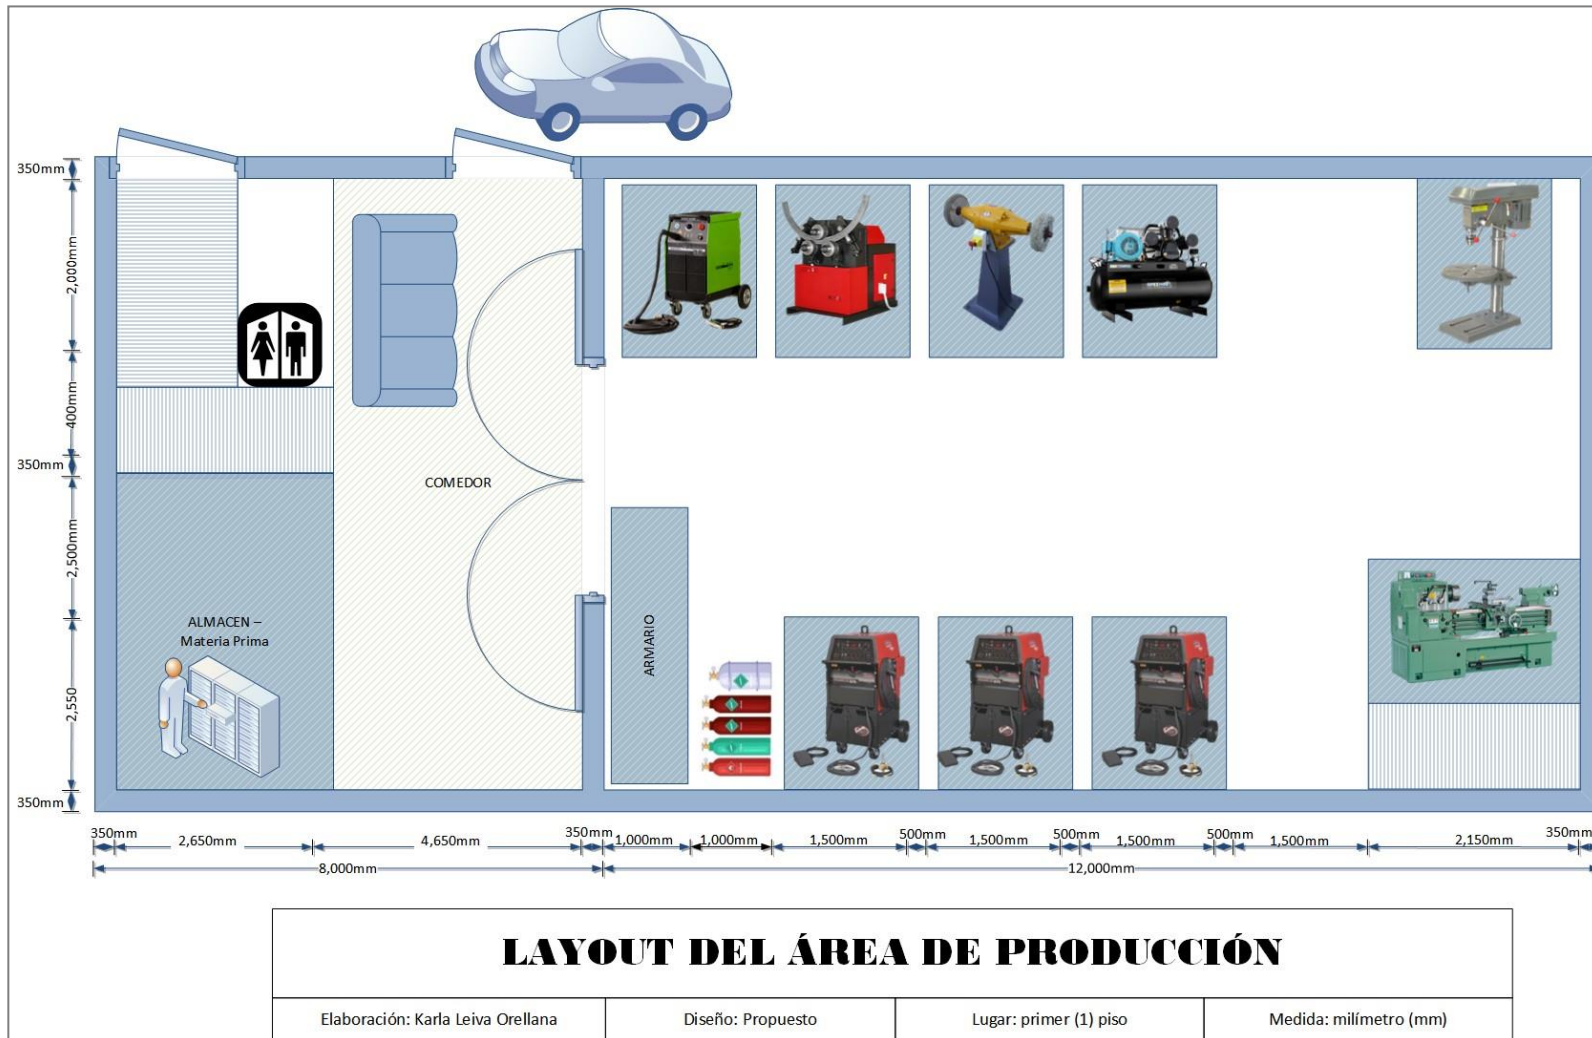 350mm
2,000mm
400mm
350mm
2,500mm
2,550
350mm
COMEDOR
ALMACEN –
Materia Prima
ARMARIO
350mm
2,650mm
4,650mm
350mm
1,000mm
1,000mm
1,500mm
500mm
1,500mm
500mm
1,500mm
500mm
1,500mm
2,150mm
350mm
8,000mm
12,000mm
LAYOUT DEL ÁREA DE PRODUCCIÓN
Elaboración: Karla Leiva Orellana
Diseño: Propuesto
Lugar: primer (1) piso
Medida: milímetro (mm)